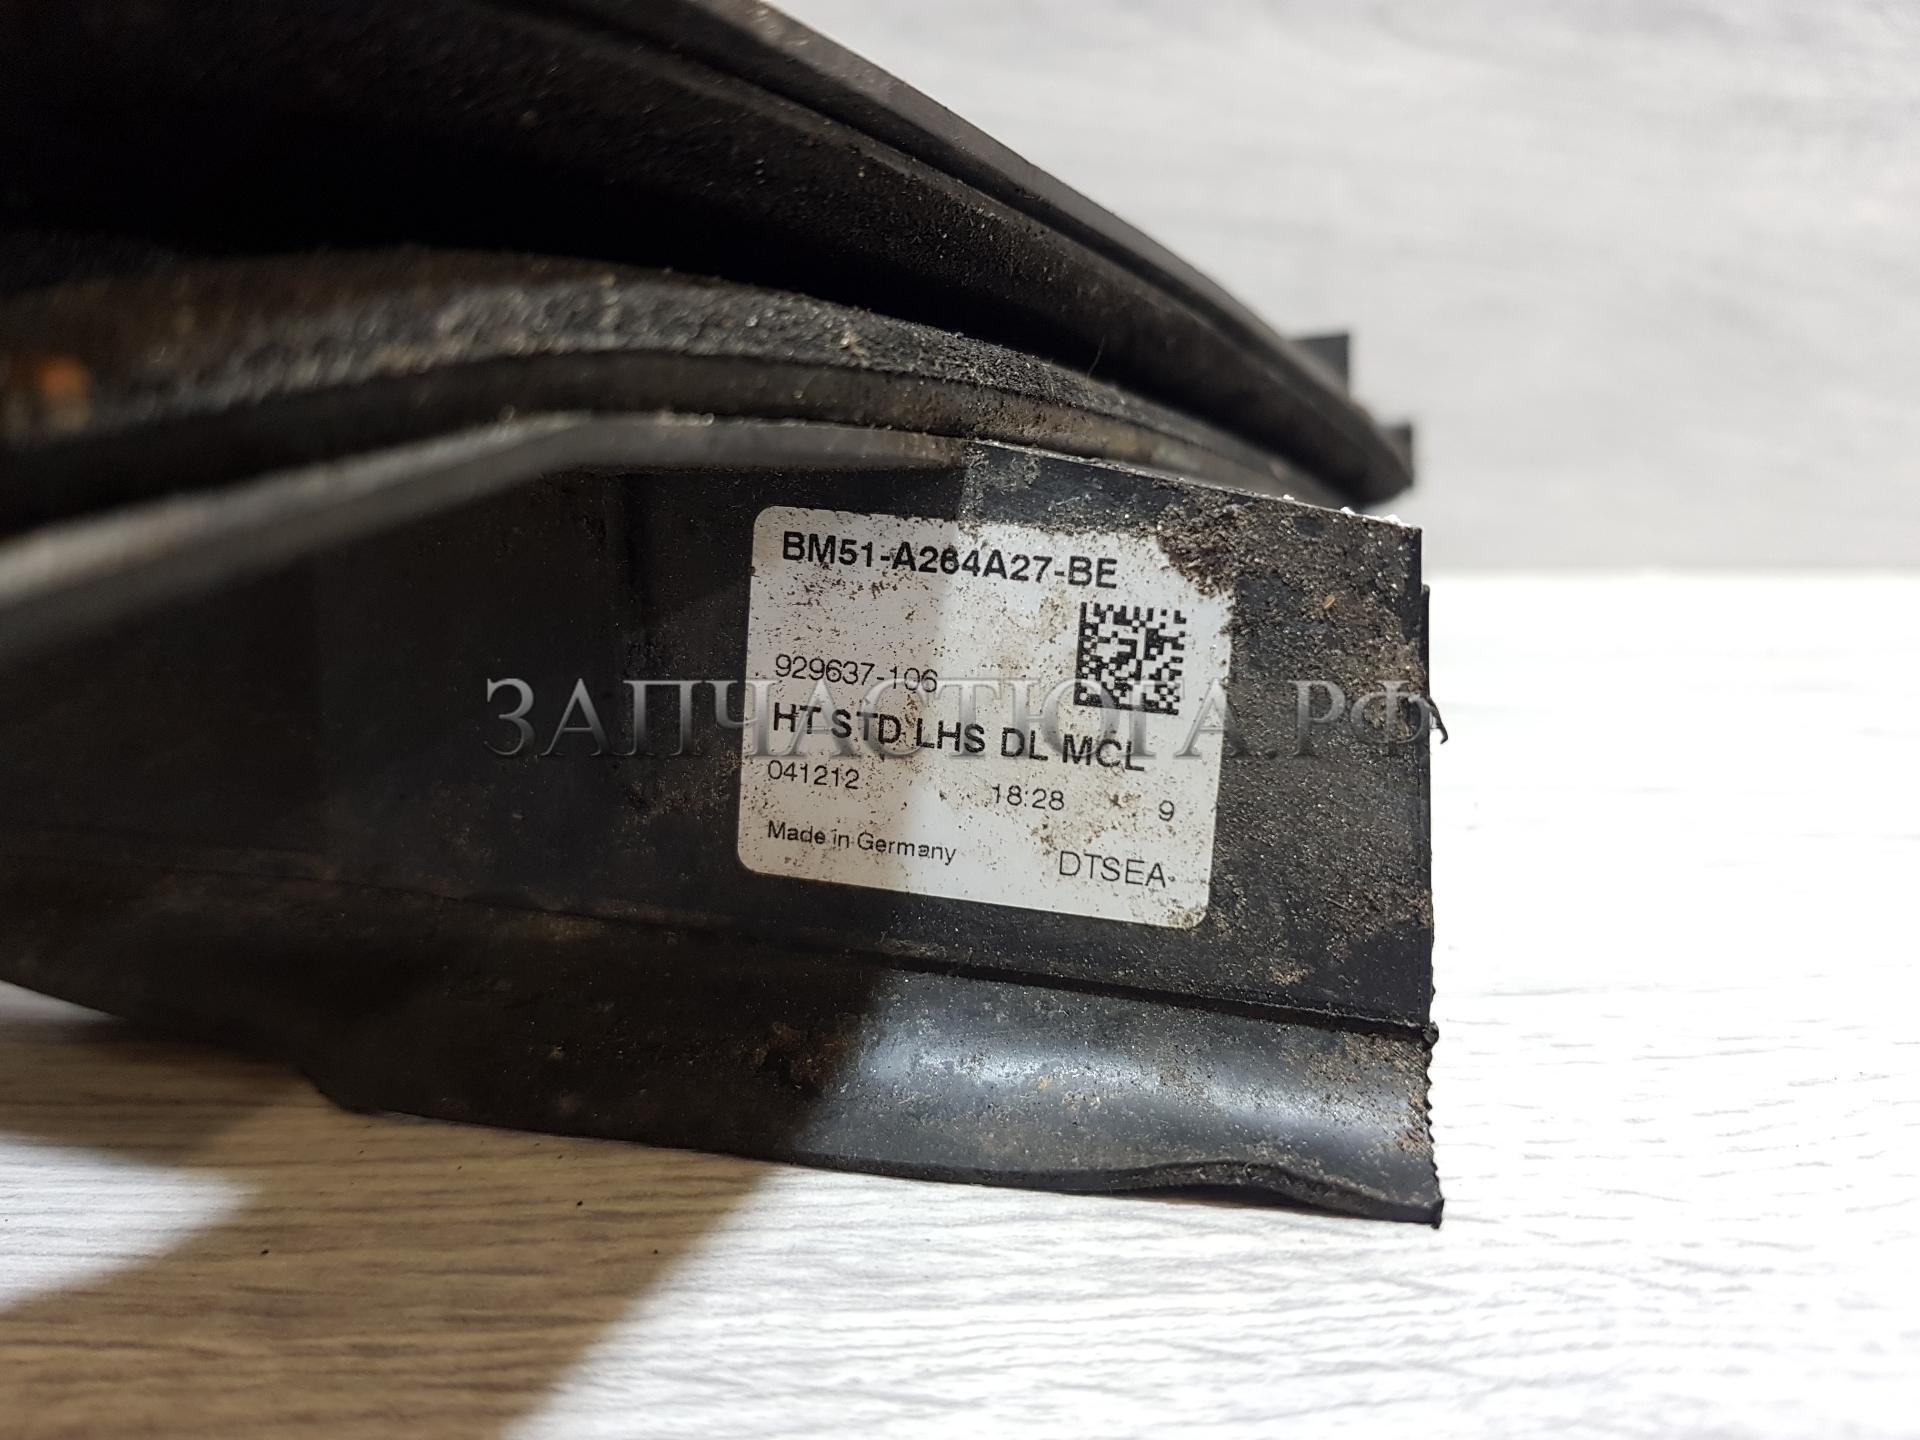 BM51-A264A27-BE
929637-106
ЗАПЧАСТЮГА.РФ
HT STD LHS DL MCL
041212 18:28 9
Made in Germany DTSEA